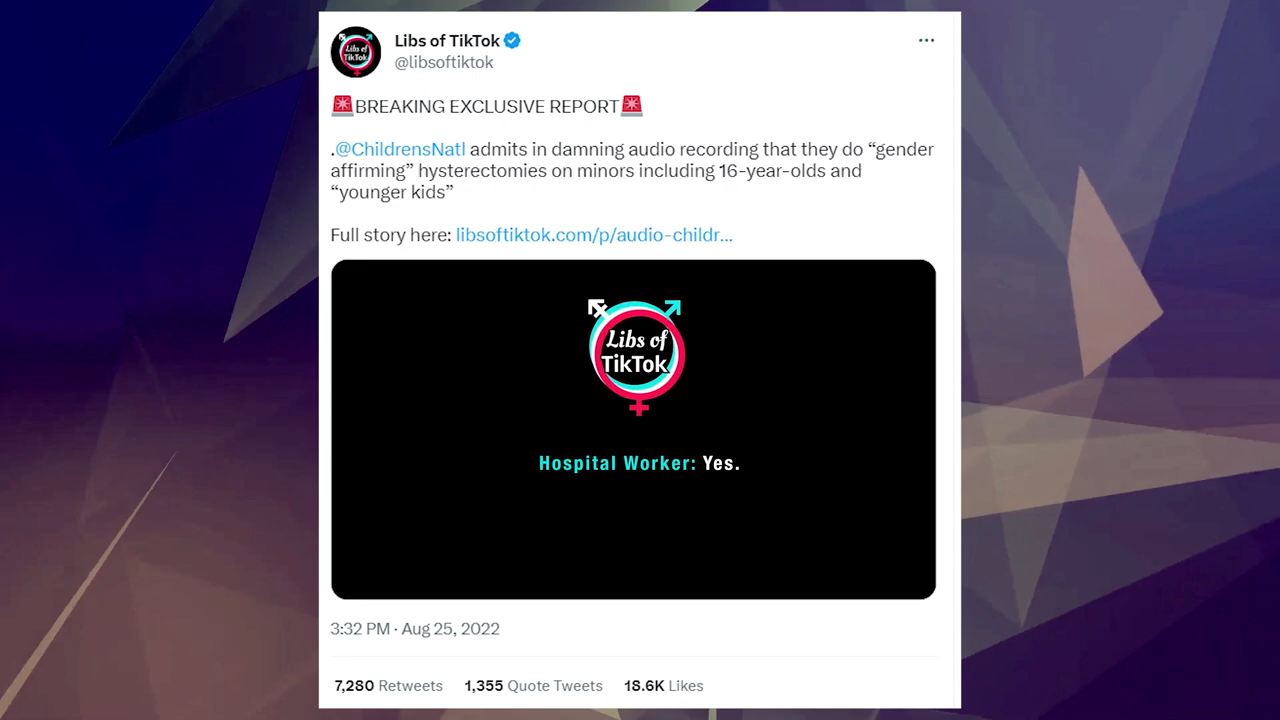 Libs of TikTok
Libs of TikTok
@libsoftiktok
🚨BREAKING EXCLUSIVE REPORT🚨
.@ChildrensNatl admits in damning audio recording that they do “gender
affirming” hysterectomies on minors including 16-year-olds and
“younger kids”
Full story here: libsoftiktok.com/p/audio-childr...
Libs of
TikTok
Hospital Worker: Yes.
3:32 PM · Aug 25, 2022
7,280 Retweets 1,355 Quote Tweets 18.6K Likes